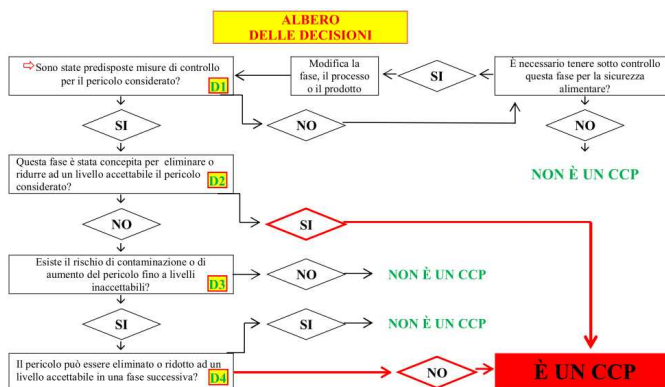 ALBERO
DELLE DECISIONI
⇨Sono state predisposte misure di controllo
per il pericolo considerato?
D1
Modifica la
fase, il processo
o il prodotto
SI
È necessario tenere sotto controllo
questa fase per la sicurezza
alimentare?
SI
NO
NO
NON È UN CCP
Questa fase è stata concepita per eliminare o
ridurre ad un livello accettabile il pericolo
considerato?
D2
NO
SI
Esiste il rischio di contaminazione o di
aumento del pericolo fino a livelli
inaccettabili?
D3
NO
NON È UN CCP
SI
SI
NON È UN CCP
Il pericolo può essere eliminato o ridotto ad un
livello accettabile in una fase successiva?
D4
NO
È UN CCP